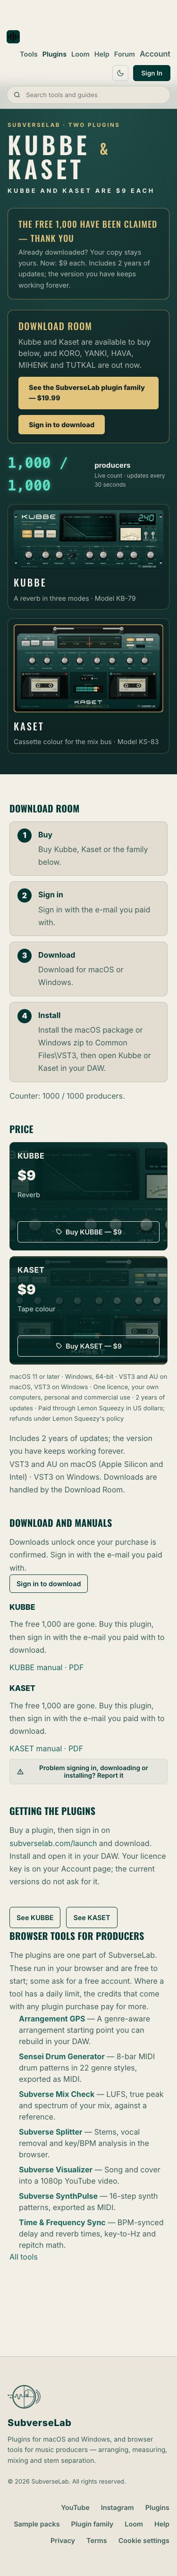 Tools Plugins Loom Help Forum Account
Sign In
Search tools and guides
SUBVERSELAB · TWO PLUGINS
KUBBE &
KASET
KUBBE AND KASET ARE $9 EACH
THE FREE 1,000 HAVE BEEN CLAIMED
— THANK YOU
Already downloaded? Your copy stays
yours. Now: $9 each. Includes 2 years of
updates; the version you have keeps
working forever.
DOWNLOAD ROOM
Kubbe and Kaset are available to buy
below, and KORO, YANKI, HAVA,
MIHENK and TUTKAL are out now.
See the SubverseLab plugin family
— $19.99
Sign in to download
1,000 /
1,000
producers
Live count · updates every
30 seconds
KUBBE
240
KUBBE
A reverb in three modes · Model KB-79
KASET
KASET
Cassette colour for the mix bus · Model KS-83
DOWNLOAD ROOM
1
Buy
Buy Kubbe, Kaset or the family
below.
2
Sign in
Sign in with the e-mail you paid
with.
3
Download
Download for macOS or
Windows.
4
Install
Install the macOS package or
Windows zip to Common
Files\VST3, then open Kubbe or
Kaset in your DAW.
Counter: 1000 / 1000 producers.
PRICE
KUBBE
$9
Reverb
Buy KUBBE — $9
KASET
$9
Tape colour
Buy KASET — $9
macOS 11 or later · Windows, 64-bit · VST3 and AU on
macOS, VST3 on Windows · One licence, your own
computers, personal and commercial use · 2 years of
updates · Paid through Lemon Squeezy in US dollars;
refunds under Lemon Squeezy's policy
Includes 2 years of updates; the version
you have keeps working forever.
VST3 and AU on macOS (Apple Silicon and
Intel) · VST3 on Windows. Downloads are
handled by the Download Room.
DOWNLOAD AND MANUALS
Downloads unlock once your purchase is
confirmed. Sign in with the e-mail you paid
with.
Sign in to download
KUBBE
The free 1,000 are gone. Buy this plugin,
then sign in with the e-mail you paid with to
download.
KUBBE manual · PDF
KASET
The free 1,000 are gone. Buy this plugin,
then sign in with the e-mail you paid with to
download.
KASET manual · PDF
Problem signing in, downloading or
installing? Report it
GETTING THE PLUGINS
Buy a plugin, then sign in on
subverselab.com/launch and download.
Install and open it in your DAW. Your licence
key is on your Account page; the current
versions do not ask for it.
See KUBBE
See KASET
BROWSER TOOLS FOR PRODUCERS
The plugins are one part of SubverseLab.
These run in your browser and are free to
start; some ask for a free account. Where a
tool has a daily limit, the credits that come
with any plugin purchase pay for more.
Arrangement GPS — A genre-aware
arrangement starting point you can
rebuild in your DAW.
Sensei Drum Generator — 8-bar MIDI
drum patterns in 22 genre styles,
exported as MIDI.
Subverse Mix Check — LUFS, true peak
and spectrum of your mix, against a
reference.
Subverse Splitter — Stems, vocal
removal and key/BPM analysis in the
browser.
Subverse Visualizer — Song and cover
into a 1080p YouTube video.
Subverse SynthPulse — 16-step synth
patterns, exported as MIDI.
Time & Frequency Sync — BPM-synced
delay and reverb times, key-to-Hz and
repitch math.
All tools
SubverseLab
Plugins for macOS and Windows, and browser
tools for music producers — arranging, measuring,
mixing and stem separation.
© 2026 SubverseLab. All rights reserved.
YouTube Instagram Plugins
Sample packs Plugin family Loom Help
Privacy Terms Cookie settings